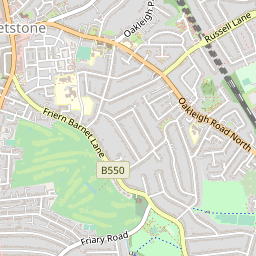 etstone
Oakleigh R
Russell Lane
Oakleigh Road North
Friern Barnet Lane
B550
Friary Road